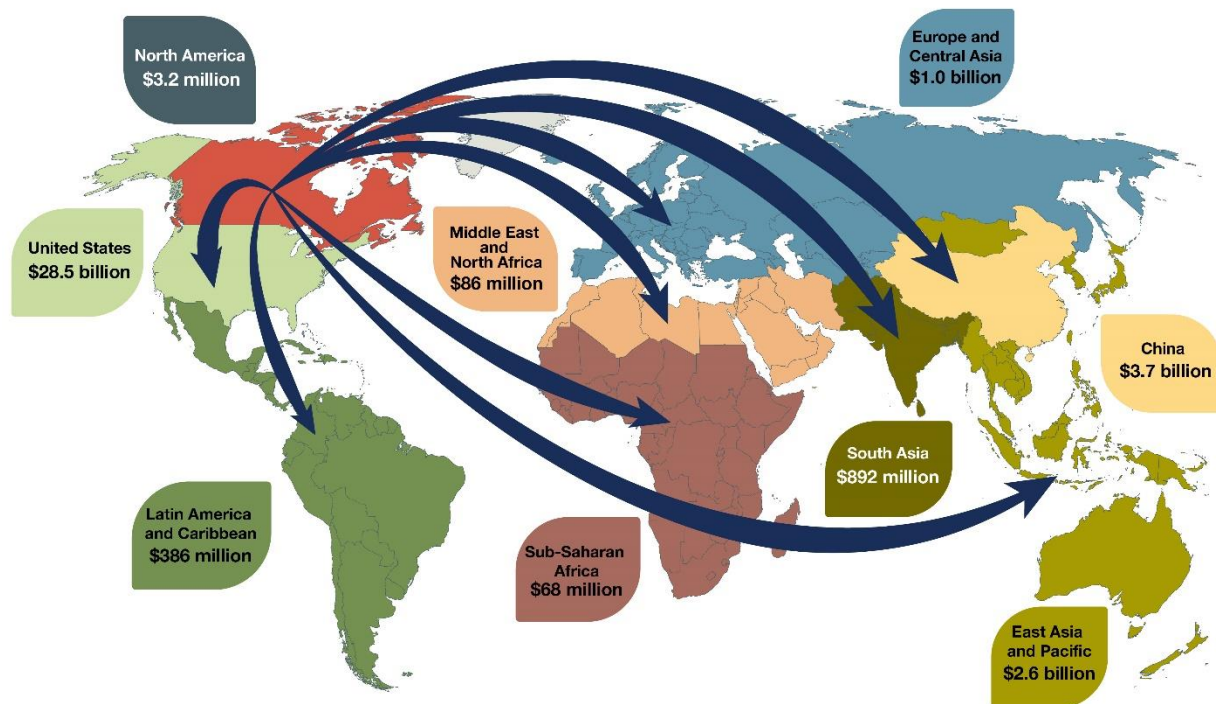 North America
$3.2 million
Europe and
Central Asia
$1.0 billion
United States
$28.5 billion
Middle East
and
North Africa
$86 million
China
$3.7 billion
South Asia
$892 million
Latin America
and Caribbean
$386 million
Sub-Saharan
Africa
$68 million
East Asia
and Pacific
$2.6 billion